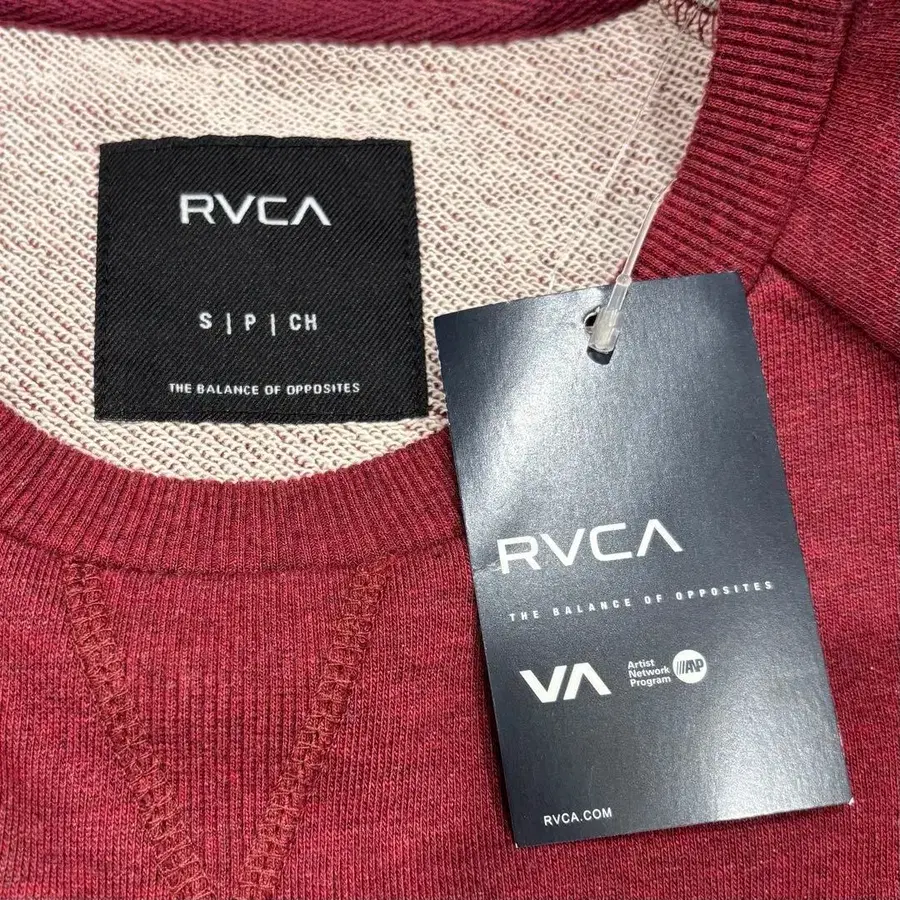 RVCA
S | P | CH
THE BALANCE OF OPPOSITES
RVCA
THE BALANCE OF OPPOSITES
VA
Artist
Network
Program
ANP
RVCA.COM